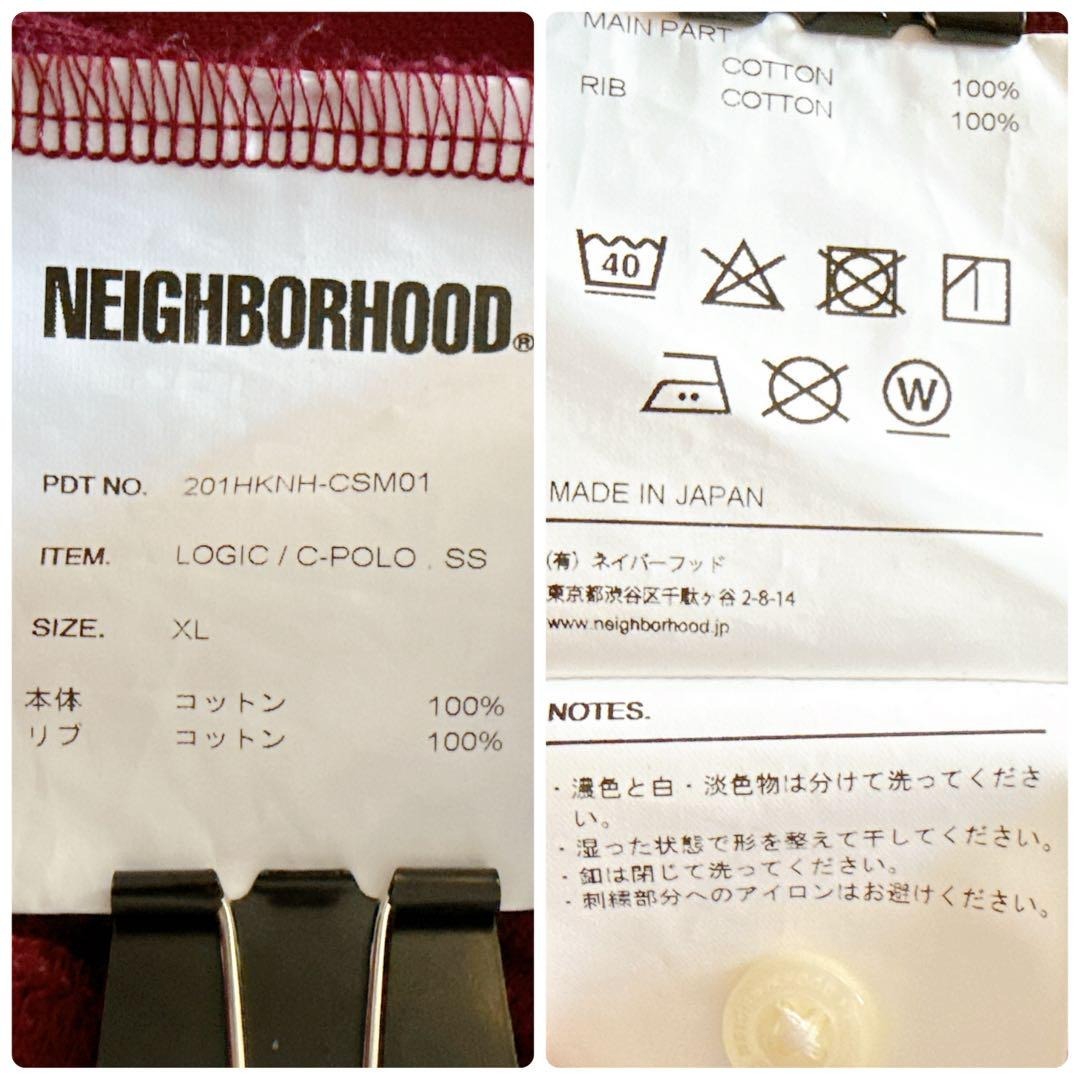 NEIGHBORHOOD®
PDT NO. 201HKNH-CSM01
ITEM. LOGIC / C-POLO . SS
SIZE. XL
本体 コットン 100%
リブ コットン 100%
MAIN PART
COTTON 100%
RIB COTTON 100%
40
W
MADE IN JAPAN
(有) ネイバーフッド
東京都渋谷区千駄ヶ谷 2-8-14
www.neighborhood.jp
NOTES.
・濃色と白・淡色物は分けて洗ってくださ
い。
・湿った状態で形を整えて干してください。
・釦は閉じて洗ってください。
・刺繍部分へのアイロンはお避けください。